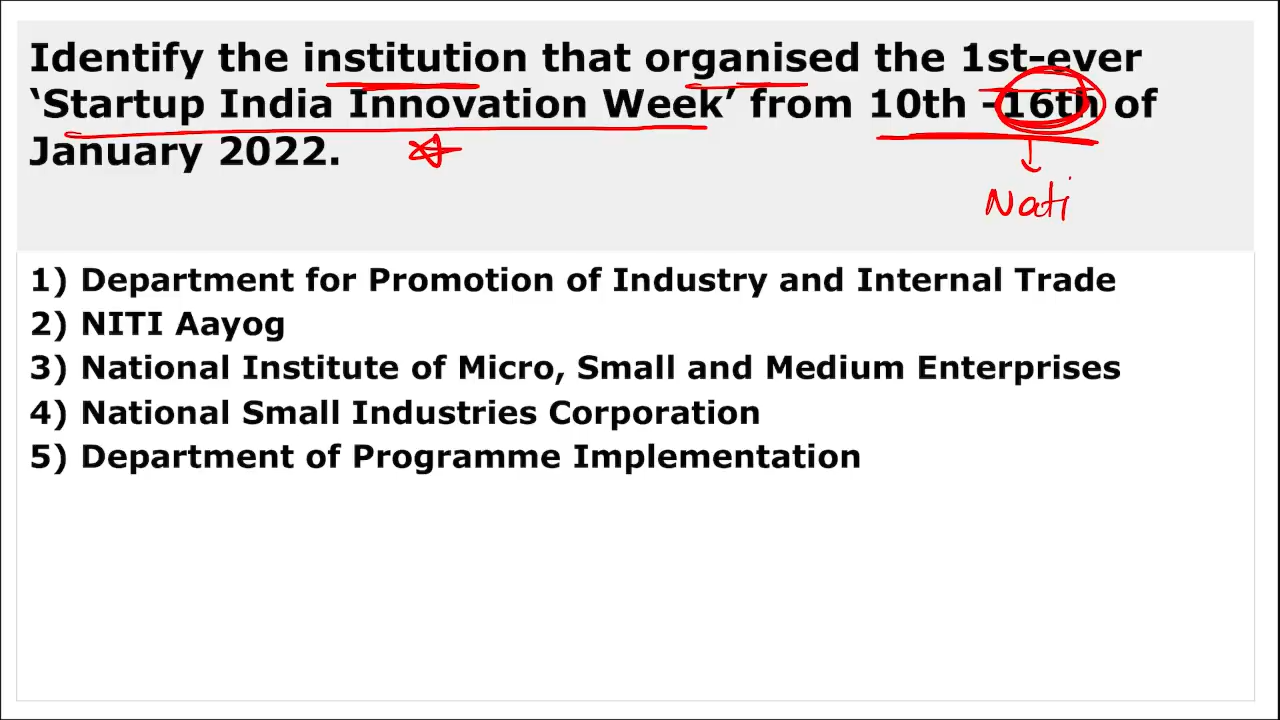 Identify the institution that organised the 1st-ever
‘Startup India Innovation Week’ from 10th -16th of
January 2022.
Nati
1) Department for Promotion of Industry and Internal Trade
2) NITI Aayog
3) National Institute of Micro, Small and Medium Enterprises
4) National Small Industries Corporation
5) Department of Programme Implementation